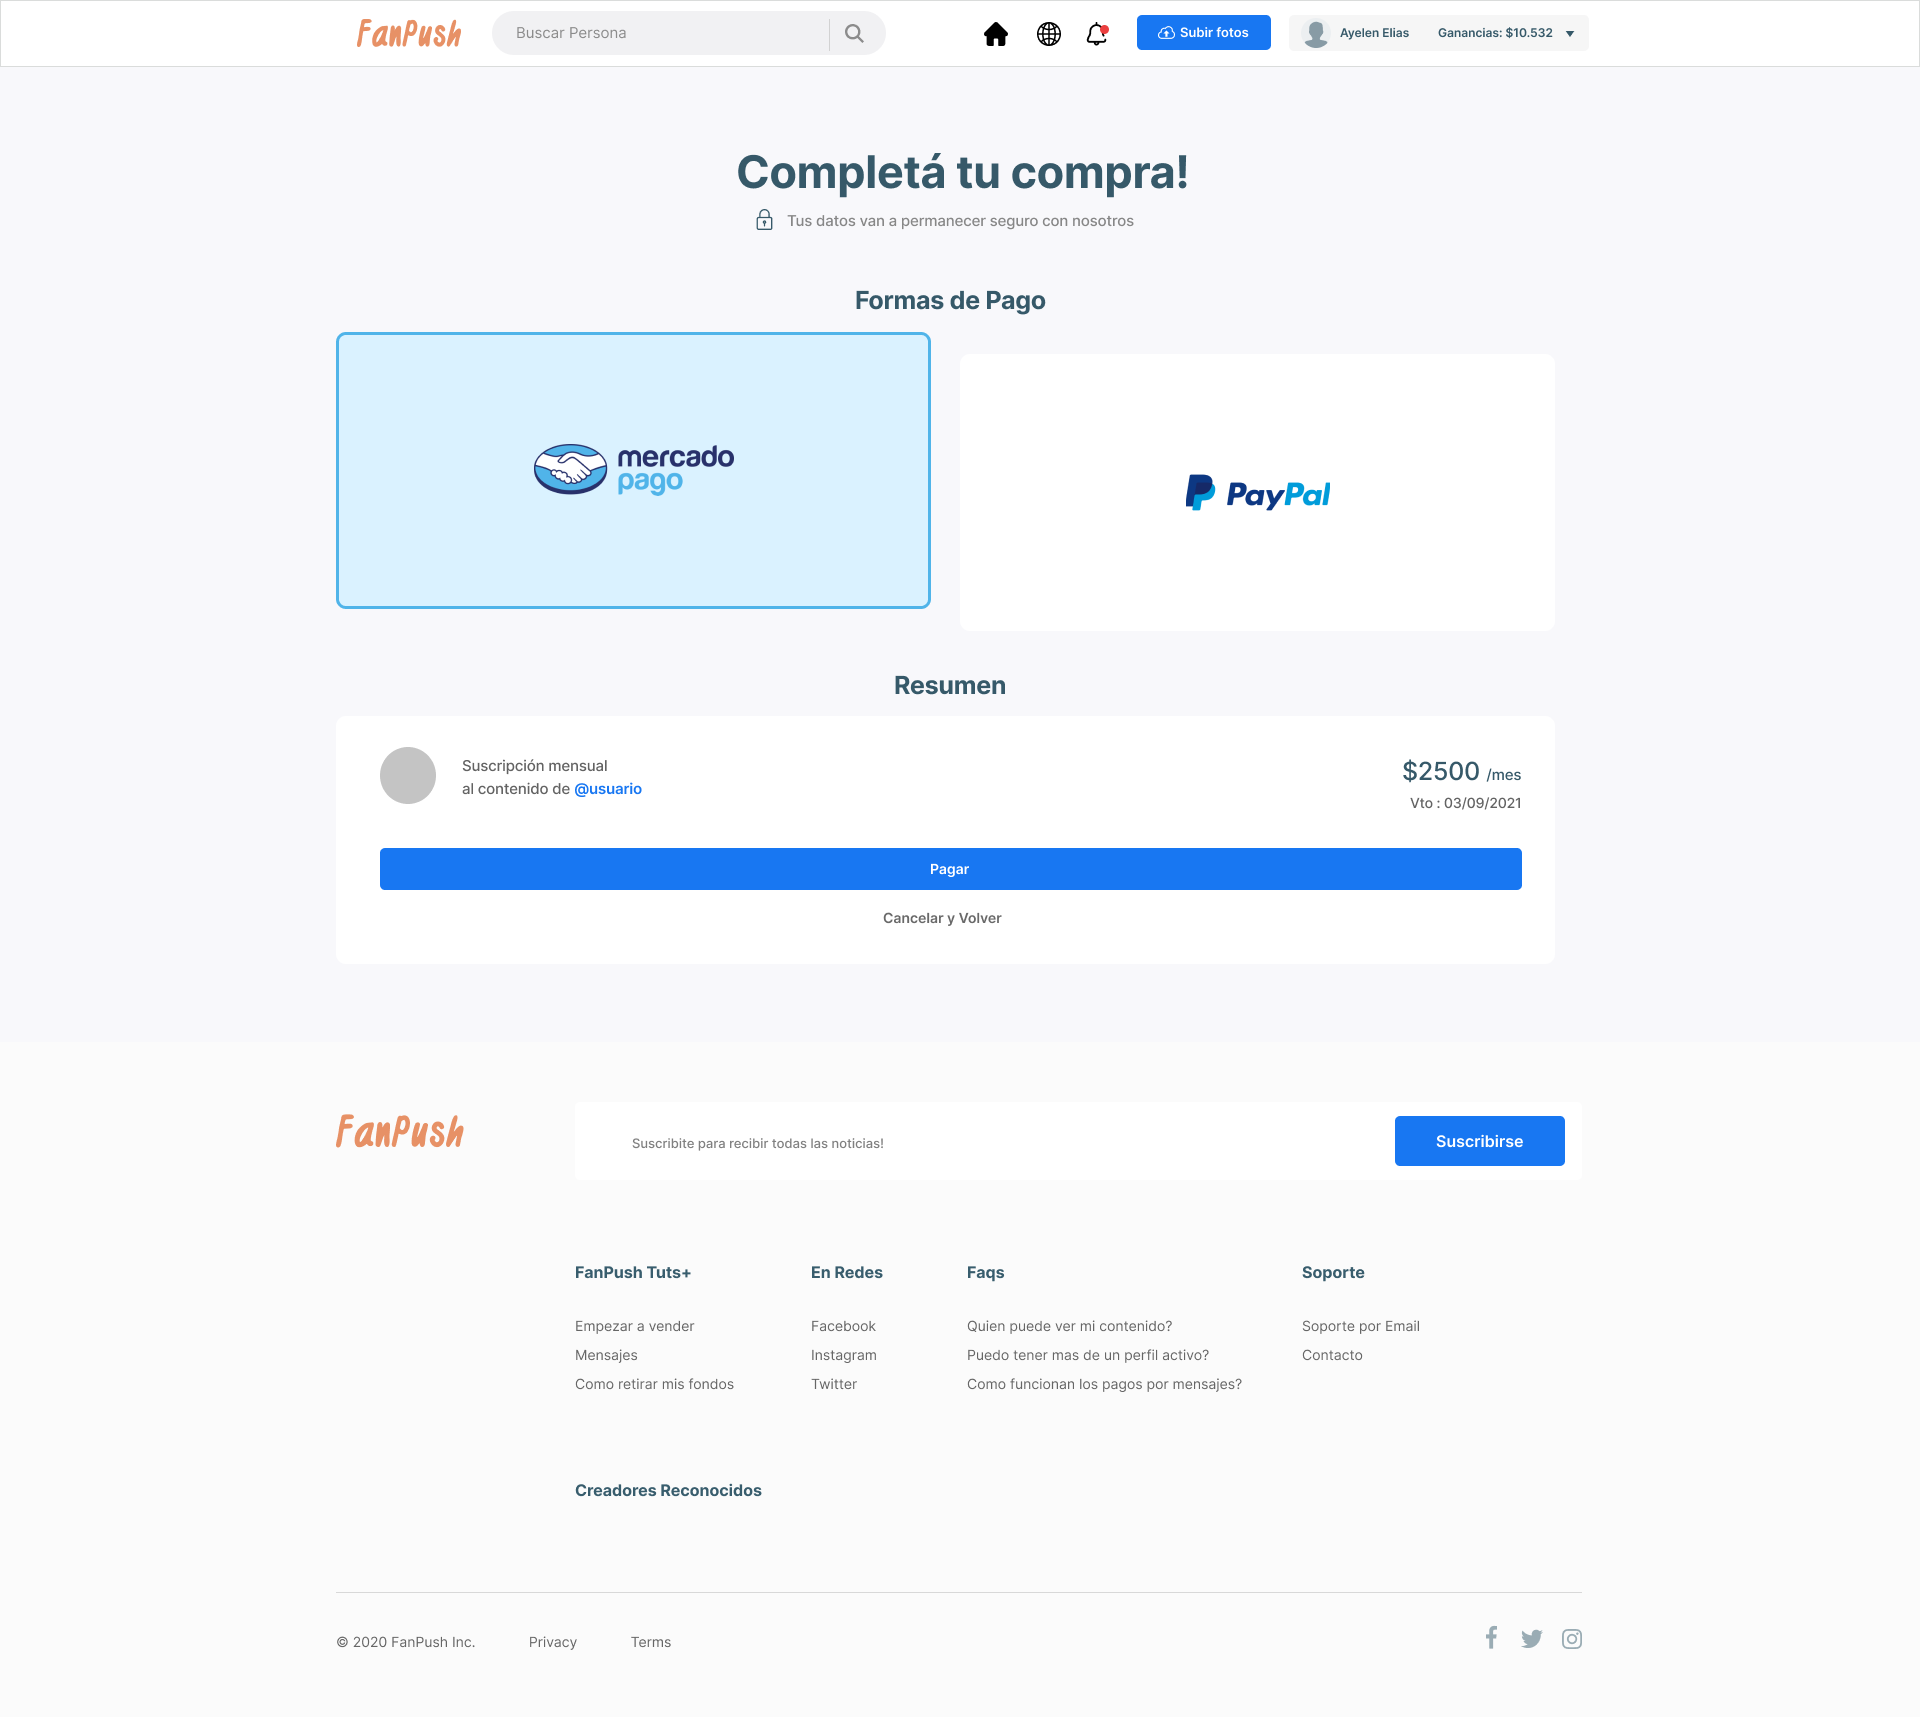 FanPush
Buscar Persona
Subir fotos
Ayelen Elias
Ganancias: $10.532
Completá tu compra!
Tus datos van a permanecer seguro con nosotros
Formas de Pago
mercado
pago
PayPal
Resumen
Suscripción mensual
al contenido de @usuario
$2500 /mes
Vto : 03/09/2021
Pagar
Cancelar y Volver
FanPush
Suscribite para recibir todas las noticias!
Suscribirse
FanPush Tuts+
Empezar a vender
Mensajes
Como retirar mis fondos
En Redes
Facebook
Instagram
Twitter
Faqs
Quien puede ver mi contenido?
Puedo tener mas de un perfil activo?
Como funcionan los pagos por mensajes?
Soporte
Soporte por Email
Contacto
Creadores Reconocidos
© 2020 FanPush Inc.
Privacy
Terms